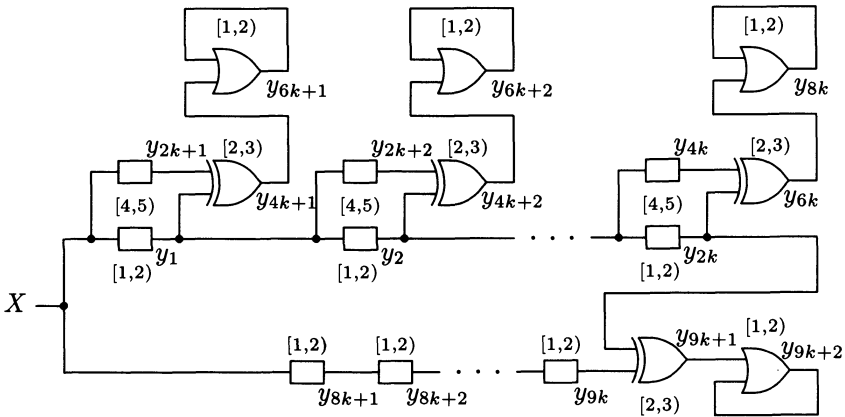 [1,2) [1,2) [1,2)
y6k+1 y6k+2 y8k
y2k+1 [2,3) y2k+2 [2,3) y4k [2,3)
y4k+1 y4k+2 y6k
[4,5) [4,5) [4,5)
y1 y2 · · · y2k
[1,2) [1,2) [1,2)
X
[1,2) [1,2) [1,2) y9k+1 [1,2) y9k+2
y8k+1 y8k+2 · · · y9k
[2,3)